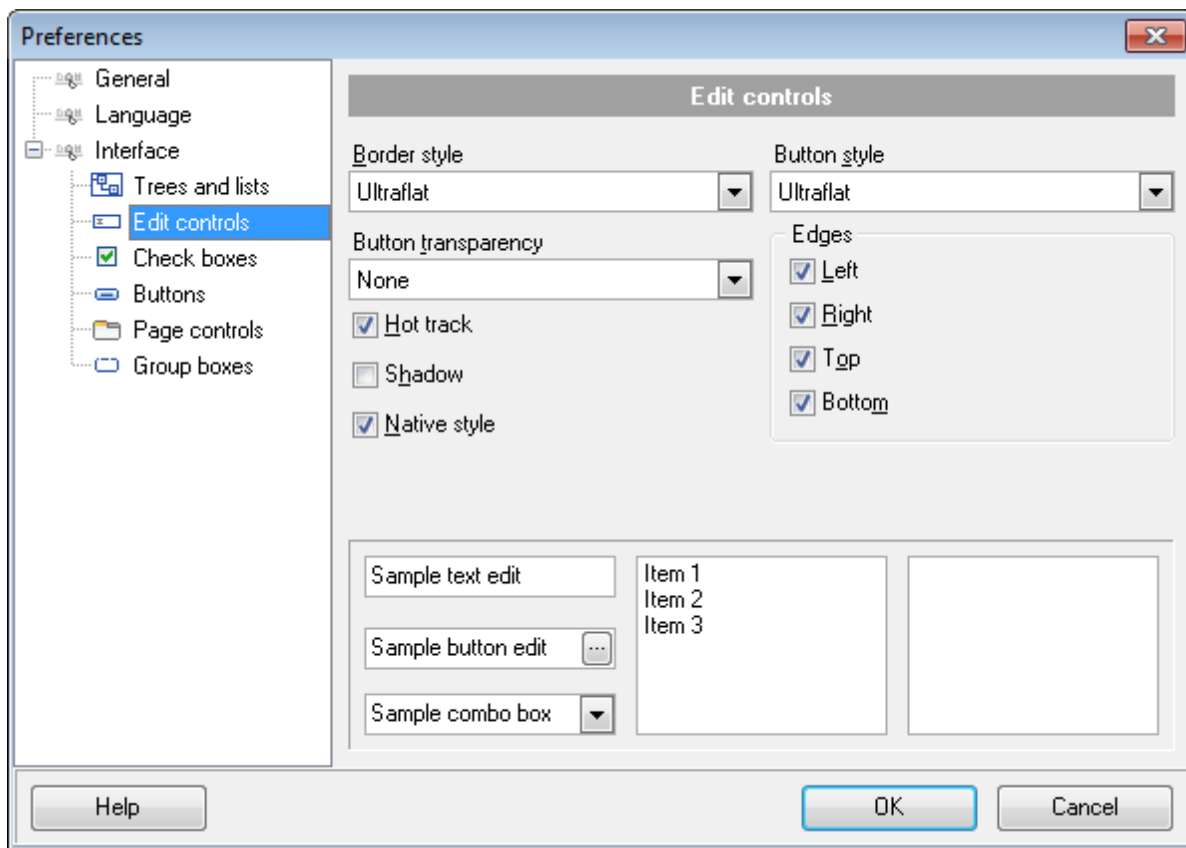 Preferences
General
Language
Interface
Trees and lists
Edit controls
Check boxes
Buttons
Page controls
Group boxes
Edit controls
Border style
Ultraflat
Button style
Ultraflat
Button transparency
None
Hot track
Shadow
Native style
Edges
Left
Right
Top
Bottom
Sample text edit
Sample button edit
...
Sample combo box
Item 1
Item 2
Item 3
Help
OK
Cancel